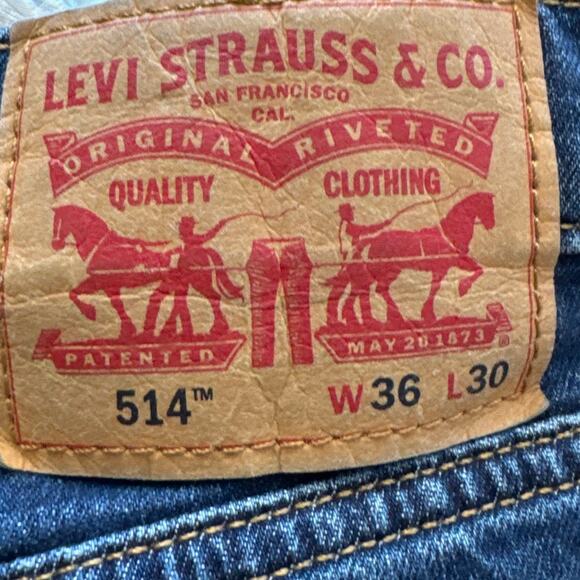 LEVI STRAUSS & CO.
SAN FRANCISCO
CAL.
ORIGINAL RIVETED
QUALITY CLOTHING
PATENTED MAY 20 1873 ®
514™ W36 L30